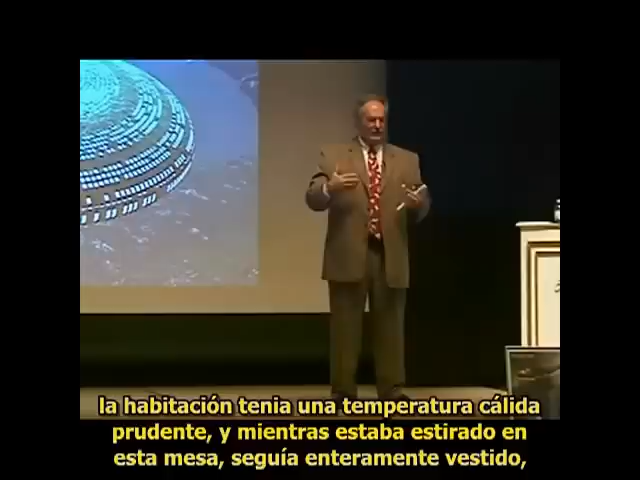 la habitación tenia una temperatura cálida
prudente, y mientras estaba estirado en
esta mesa, seguía enteramente vestido,